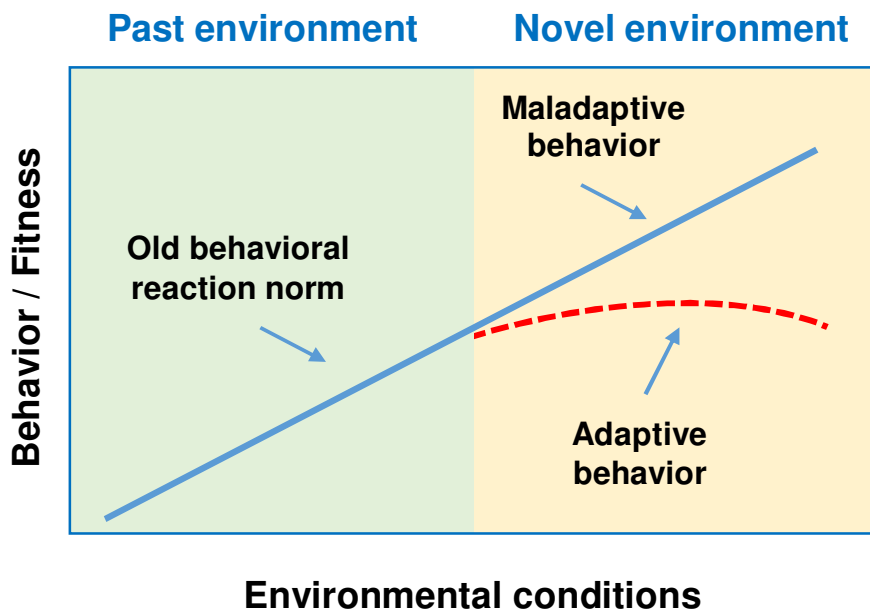 Past environment
Novel environment
Maladaptive
behavior
Old behavioral
reaction norm
Adaptive
behavior
Behavior / Fitness
Environmental conditions